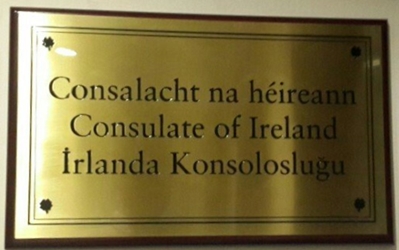 Consalacht na héireann
Consulate of Ireland
İrlanda Konsolosluğu